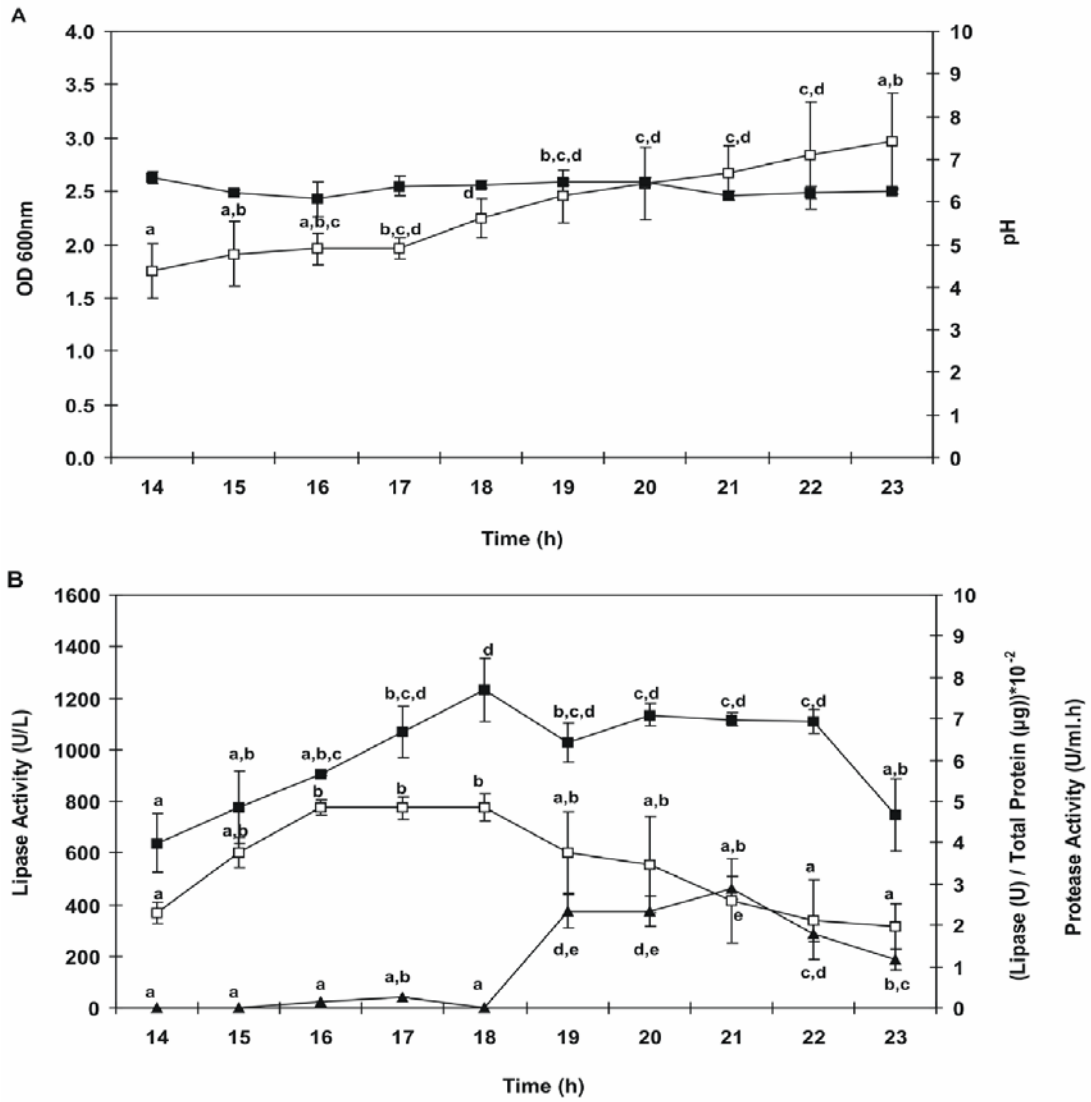 A
4.0 10
3.5 9
3.0 8
2.5 7
2.0 6
1.5 5
1.0 4
0.5 3
0.0 2
1
0
OD 600nm
pH
a a,b a,b,c b,c,d d b,c,d c,d c,d c,d a,b
14 15 16 17 18 19 20 21 22 23
Time (h)
B
1600 10
1400 9
1200 8
1000 7
800 6
600 5
400 4
200 3
0 2
1
0
Lipase Activity (U/L)
(Lipase (U) / Total Protein (µg))*10-2
Protease Activity (U/ml.h)
a a,b a,b,c b,c,d d b,c,d c,d c,d c,d a,b
a a,b b b b a,b a,b a,b a a
a a a a,b a d,e d,e e c,d b,c
14 15 16 17 18 19 20 21 22 23
Time (h)